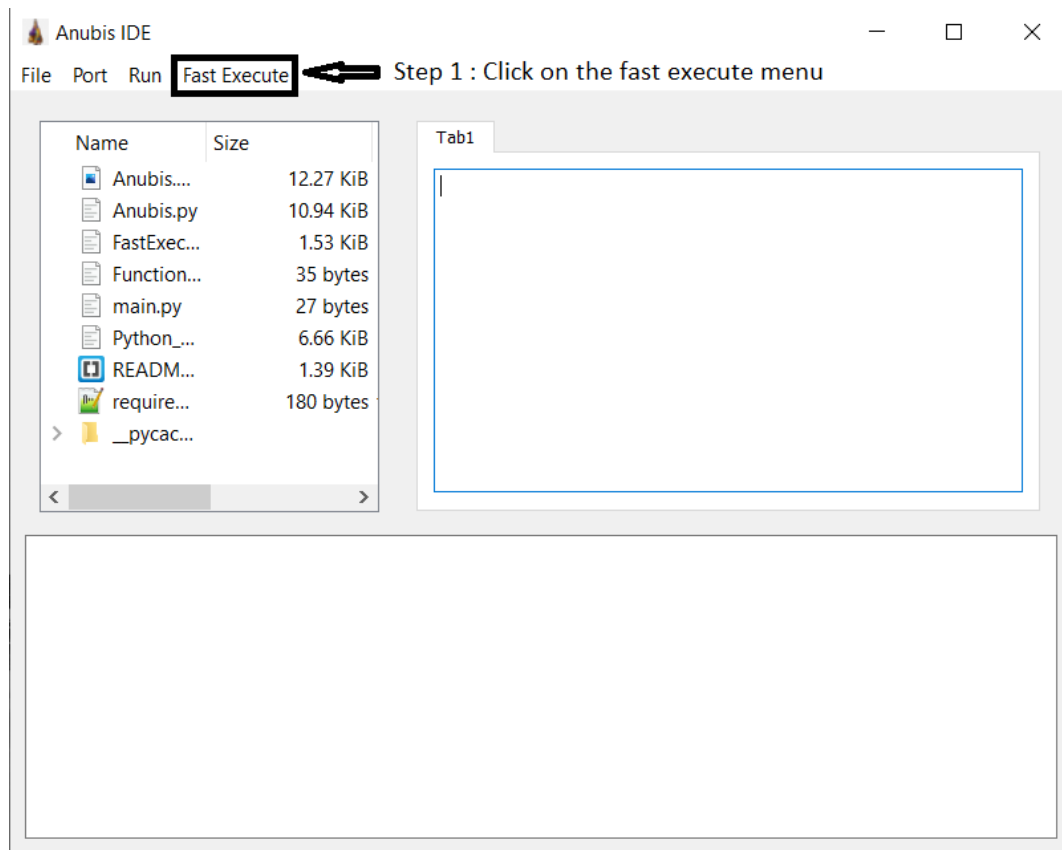 Anubis IDE
File Port Run Fast Execute Step 1 : Click on the fast execute menu
Name Size
Anubis.... 12.27 KiB
Anubis.py 10.94 KiB
FastExec... 1.53 KiB
Function... 35 bytes
main.py 27 bytes
Python_... 6.66 KiB
READM... 1.39 KiB
require... 180 bytes
__pycac...
Tab1